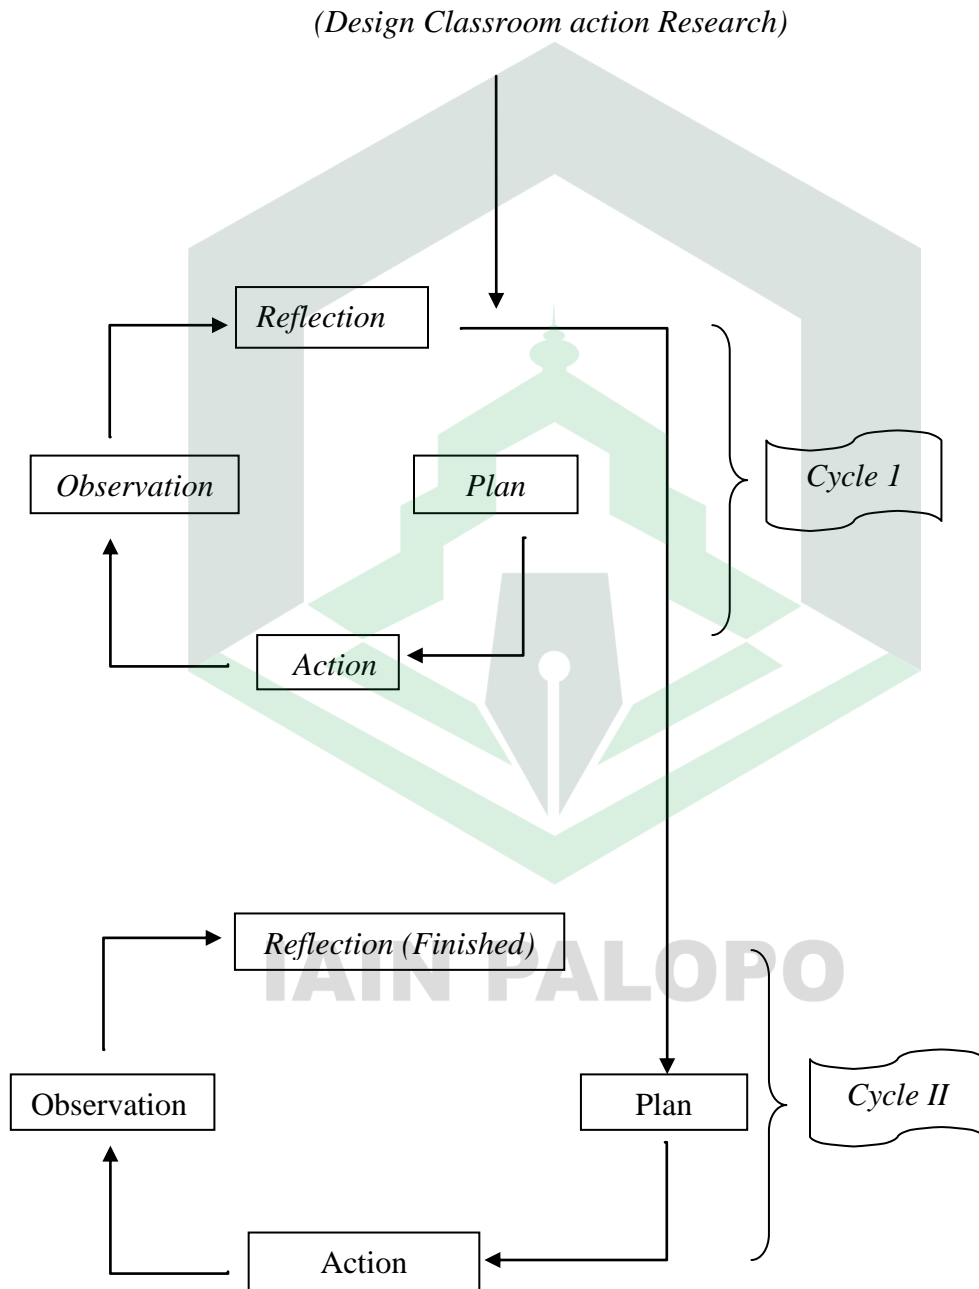 (Design Classroom action Research)
Reflection
Observation
Plan
Cycle 1
Action
Reflection (Finished)
IAIN PALOPO
Observation
Plan
Cycle II
Action